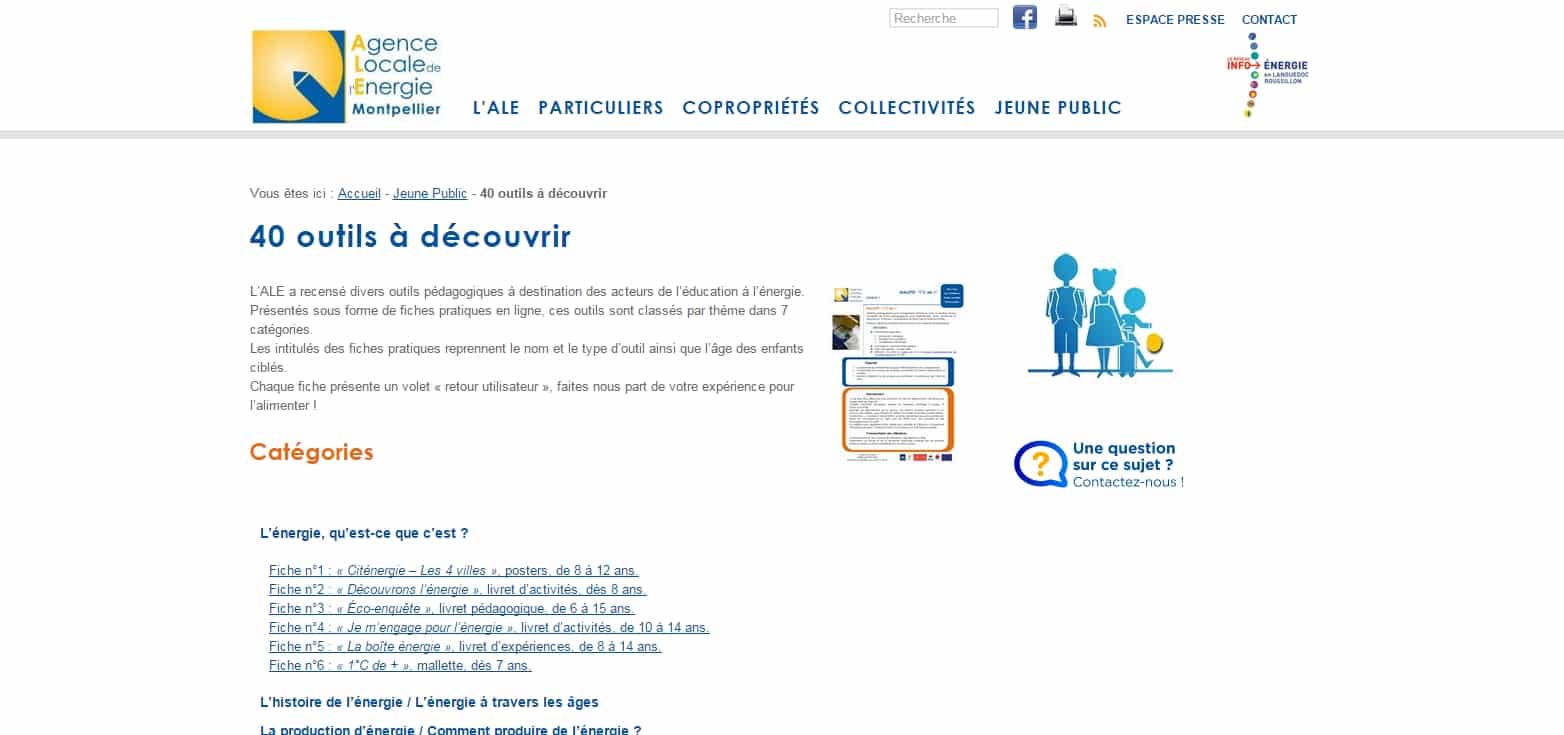 Recherche
ESPACE PRESSE CONTACT
Agence
Locale de
l'Énergie
Montpellier
LE RÉSEAU
INFO→ÉNERGIE
en LANGUEDOC
ROUSSILLON
L'ALE PARTICULIERS COPROPRIÉTÉS COLLECTIVITÉS JEUNE PUBLIC
Vous êtes ici : Accueil - Jeune Public - 40 outils à découvrir
40 outils à découvrir
L’ALE a recensé divers outils pédagogiques à destination des acteurs de l’éducation à l’énergie.
Présentés sous forme de fiches pratiques en ligne, ces outils sont classés par thème dans 7
catégories.
Les intitulés des fiches pratiques reprennent le nom et le type d’outil ainsi que l’âge des enfants
ciblés.
Chaque fiche présente un volet « retour utilisateur », faites nous part de votre expérience pour
l’alimenter !
Catégories
Une question
sur ce sujet ?
Contactez-nous !
L’énergie, qu’est-ce que c’est ?
Fiche n°1 : « Citénergie – Les 4 villes », posters, de 8 à 12 ans.
Fiche n°2 : « Découvrons l’énergie », livret d’activités, dès 8 ans.
Fiche n°3 : « Éco-enquête », livret pédagogique, de 6 à 15 ans.
Fiche n°4 : « Je m’engage pour l’énergie », livret d’activités, de 10 à 14 ans.
Fiche n°5 : « La boîte énergie », livret d’expériences, de 8 à 14 ans.
Fiche n°6 : « 1°C de + », mallette, dès 7 ans.
L’histoire de l’énergie / L’énergie à travers les âges
La production d’énergie / Comment produire de l’énergie ?